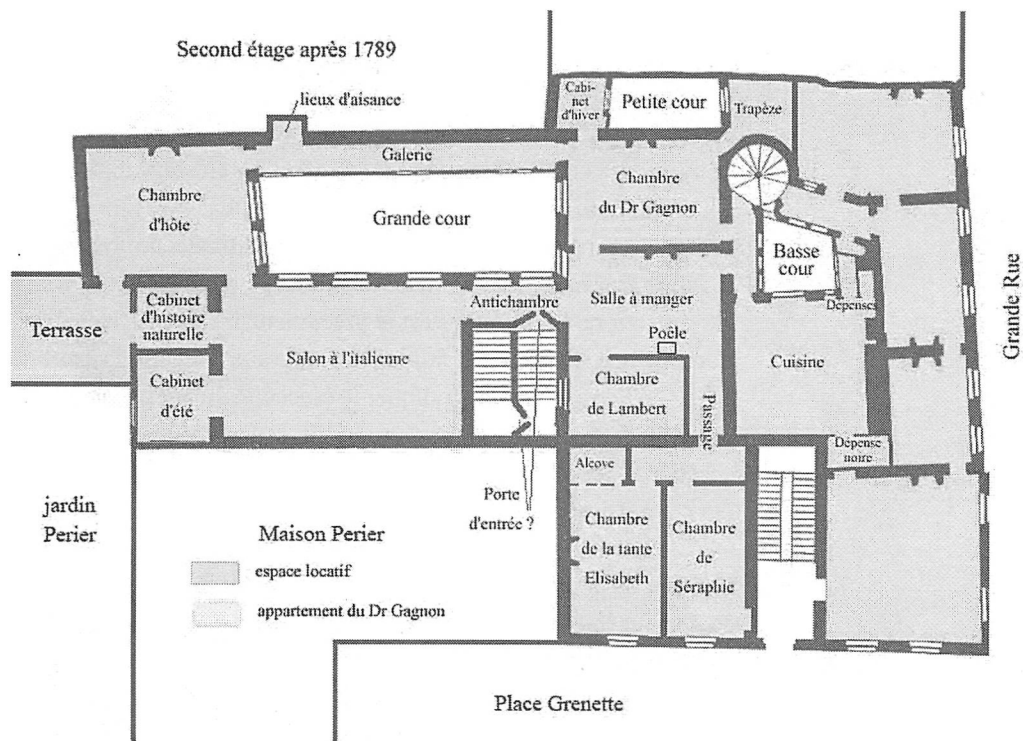 Second étage après 1789
lieux d'aisance
Cabi-
net
d'hiver
Petite cour
Trapèze
Galerie
Chambre
d'hôte
Grande cour
Chambre
du Dr Gagnon
Basse
cour
Grande Rue
Terrasse
Cabinet
d'histoire
naturelle
Antichambre
Salle à manger
Dépenses
Salon à l'italienne
Poêle
Cuisine
Cabinet
d'été
Chambre
de Lambert
Passage
Dépense
noire
Alcove
jardin
Perier
Porte
d'entrée ?
Maison Perier
Chambre
de la tante
Elisabeth
Chambre
de
Séraphie
espace locatif
appartement du Dr Gagnon
Place Grenette